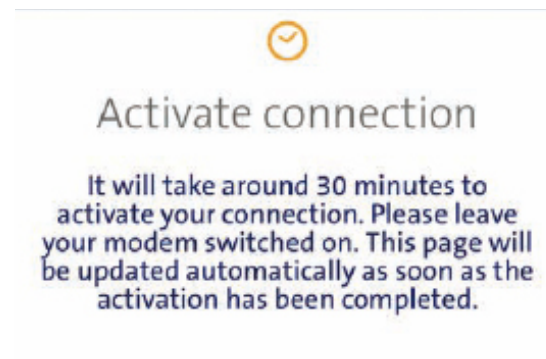 Activate connection
It will take around 30 minutes to
activate your connection. Please leave
your modem switched on. This page will
be updated automatically as soon as the
activation has been completed.